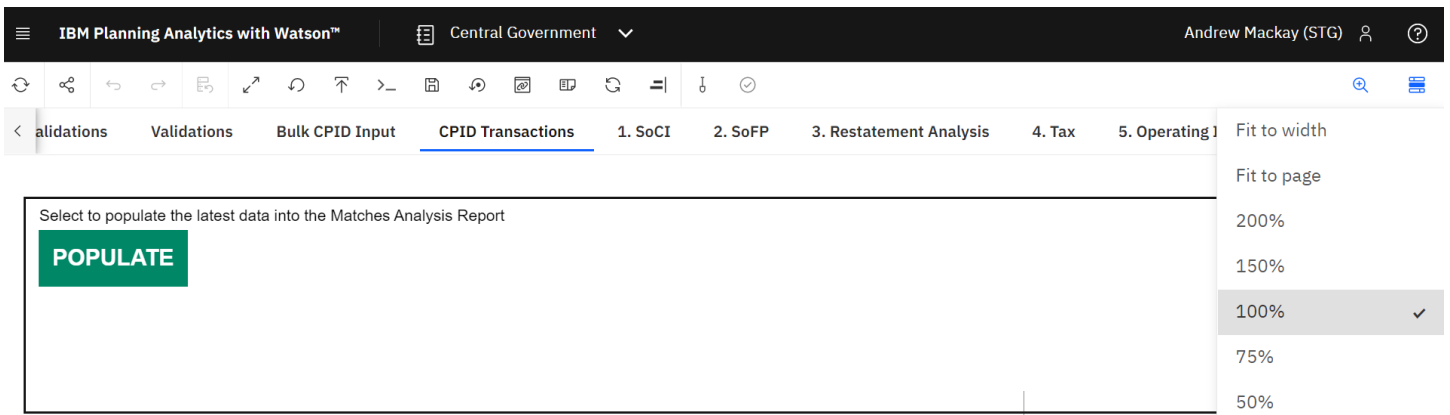 IBM Planning Analytics with Watson™
Central Government
Andrew Mackay (STG)
alidations
Validations
Bulk CPID Input
CPID Transactions
1. SoCI
2. SoFP
3. Restatement Analysis
4. Tax
5. Operating
Fit to width
Fit to page
200%
150%
100%
75%
50%
Select to populate the latest data into the Matches Analysis Report
POPULATE